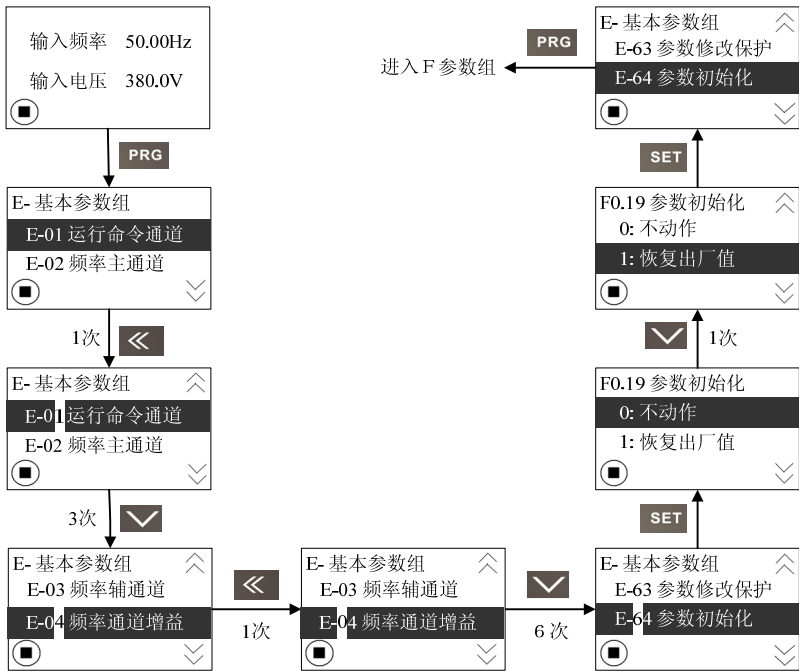 输入频率 50.00Hz
输入电压 380.0V
PRG
E- 基本参数组
E-01 运行命令通道
E-02 频率主通道
1次
E- 基本参数组
E-01 运行命令通道
E-02 频率主通道
3次
E- 基本参数组
E-03 频率辅通道
E-04 频率通道增益
1次
E- 基本参数组
E-03 频率辅通道
E-04 频率通道增益
6 次
E- 基本参数组
E-63 参数修改保护
E-64 参数初始化
SET
F0.19 参数初始化
0: 不动作
1: 恢复出厂值
1次
F0.19 参数初始化
0: 不动作
1: 恢复出厂值
SET
E- 基本参数组
E-63 参数修改保护
E-64 参数初始化
PRG
进入 F 参数组